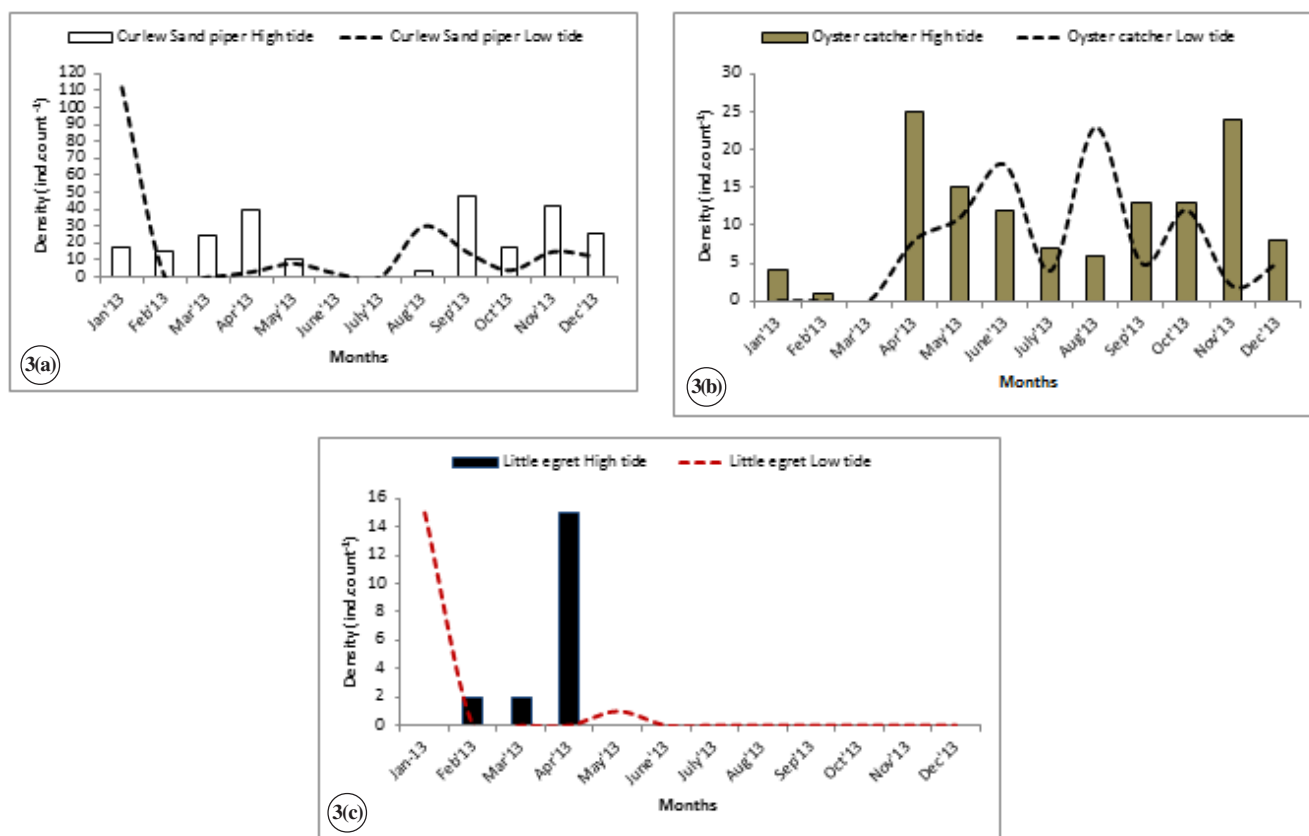 Curlew Sand piper High tide Curlew Sand piper Low tide
120
110
100
90
80
70
60
50
40
30
20
10
0
Density (ind.count⁻¹)
Jan'13 Feb'13 Mar'13 Apr'13 May'13 June'13 July'13 Aug'13 Sep'13 Oct'13 Nov'13 Dec'13
Months
3(a)
Oyster catcher High tide Oyster catcher Low tide
30
25
20
15
10
5
0
Density (ind.count⁻¹)
Jan'13 Feb'13 Mar'13 Apr'13 May'13 June'13 July'13 Aug'13 Sep'13 Oct'13 Nov'13 Dec'13
Months
3(b)
Little egret High tide Little egret Low tide
16
14
12
10
8
6
4
2
0
Density (ind.count⁻¹)
Jan-13 Feb'13 Mar'13 Apr'13 May'13 June'13 July'13 Aug'13 Sep'13 Oct'13 Nov'13 Dec'13
Months
3(c)